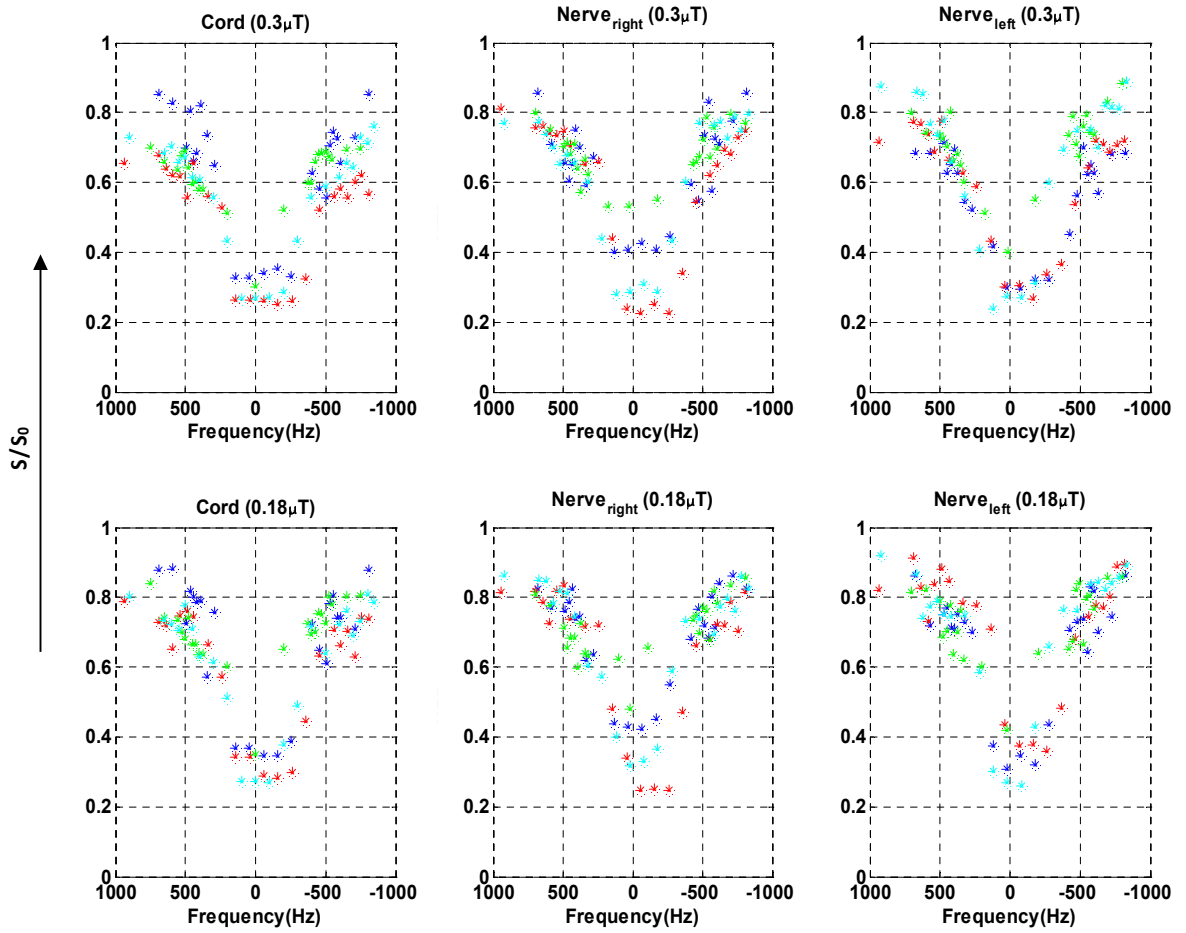 Cord (0.3μT)
Nerve_right (0.3μT)
Nerve_left (0.3μT)
1
0.8
0.6
0.4
0.2
0
1000 500 0 -500 -1000
Frequency(Hz)
1
0.8
0.6
0.4
0.2
0
1000 500 0 -500 -1000
Frequency(Hz)
1
0.8
0.6
0.4
0.2
0
1000 500 0 -500 -1000
Frequency(Hz)
S/S₀
Cord (0.18μT)
Nerve_right (0.18μT)
Nerve_left (0.18μT)
1
0.8
0.6
0.4
0.2
0
1000 500 0 -500 -1000
Frequency(Hz)
1
0.8
0.6
0.4
0.2
0
1000 500 0 -500 -1000
Frequency(Hz)
1
0.8
0.6
0.4
0.2
0
1000 500 0 -500 -1000
Frequency(Hz)